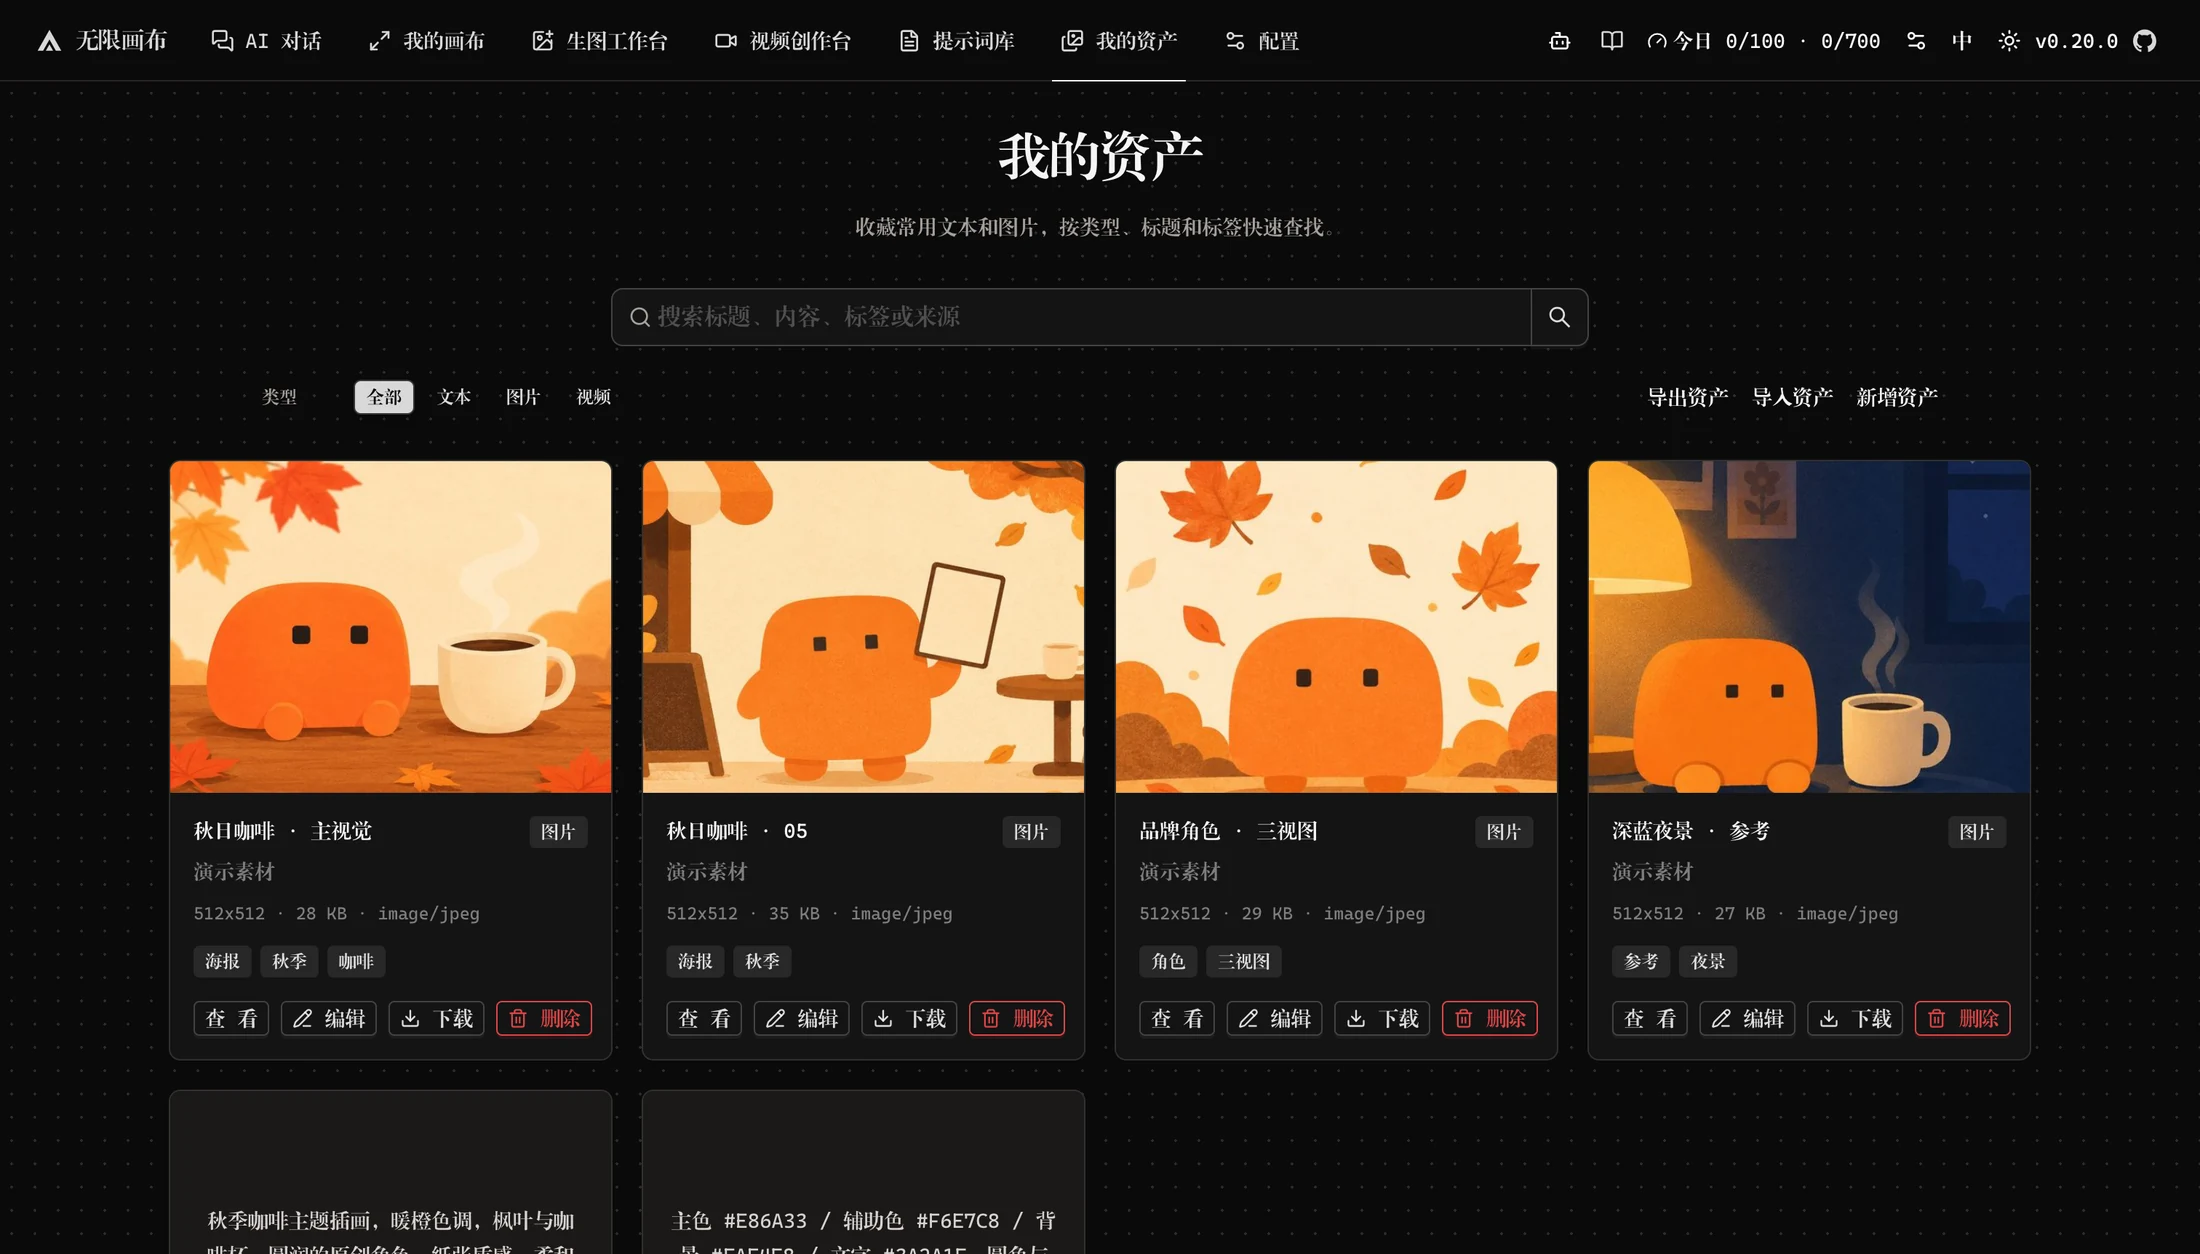 无限画布 AI 对话 我的画布 生图工作台 视频创作台 提示词库 我的资产 配置 今日 0/100 · 0/700 中 v0.20.0
我的资产
收藏常用文本和图片，按类型、标题和标签快速查找。
搜索标题、内容、标签或来源
类型 全部 文本 图片 视频 导出资产 导入资产 新增资产
秋日咖啡 · 主视觉 图片
演示素材
512x512 · 28 KB · image/jpeg
海报 秋季 咖啡
查 看 编辑 下载 删除
秋日咖啡 · 05 图片
演示素材
512x512 · 35 KB · image/jpeg
海报 秋季
查 看 编辑 下载 删除
品牌角色 · 三视图 图片
演示素材
512x512 · 29 KB · image/jpeg
角色 三视图
查 看 编辑 下载 删除
深蓝夜景 · 参考 图片
演示素材
512x512 · 27 KB · image/jpeg
参考 夜景
查 看 编辑 下载 删除
秋季咖啡主题插画，暖橙色调，枫叶与咖
主色 #E86A33 / 辅助色 #F6E7C8 / 背